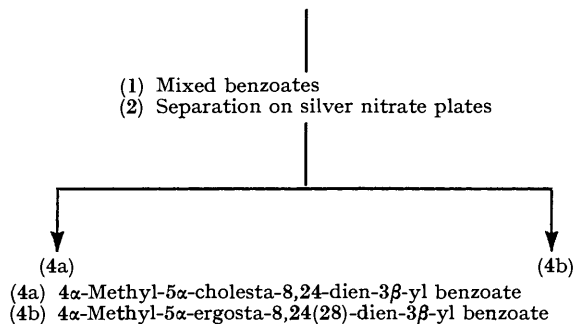 (1) Mixed benzoates
(2) Separation on silver nitrate plates
(4a) (4b)
(4a) 4α-Methyl-5α-cholesta-8,24-dien-3β-yl benzoate
(4b) 4α-Methyl-5α-ergosta-8,24(28)-dien-3β-yl benzoate